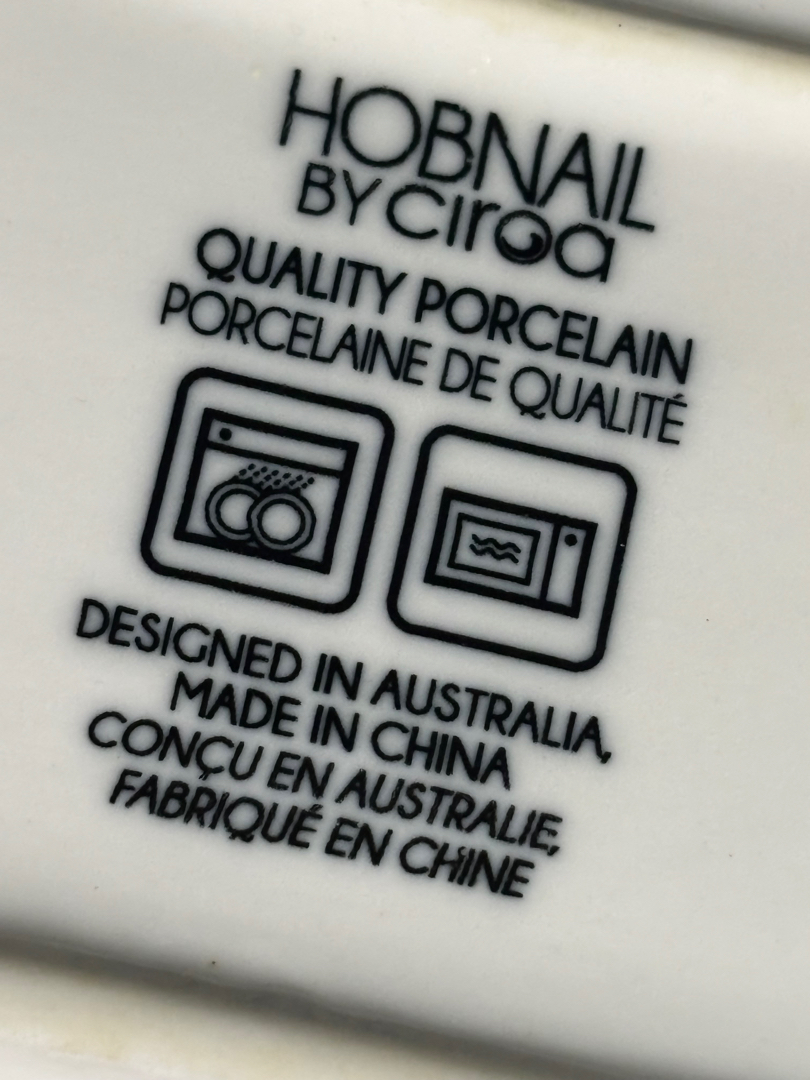 HOBNAIL
BY ciroa
QUALITY PORCELAIN
PORCELAINE DE QUALITÉ
DESIGNED IN AUSTRALIA,
MADE IN CHINA
CONÇU EN AUSTRALIE,
FABRIQUÉ EN CHINE